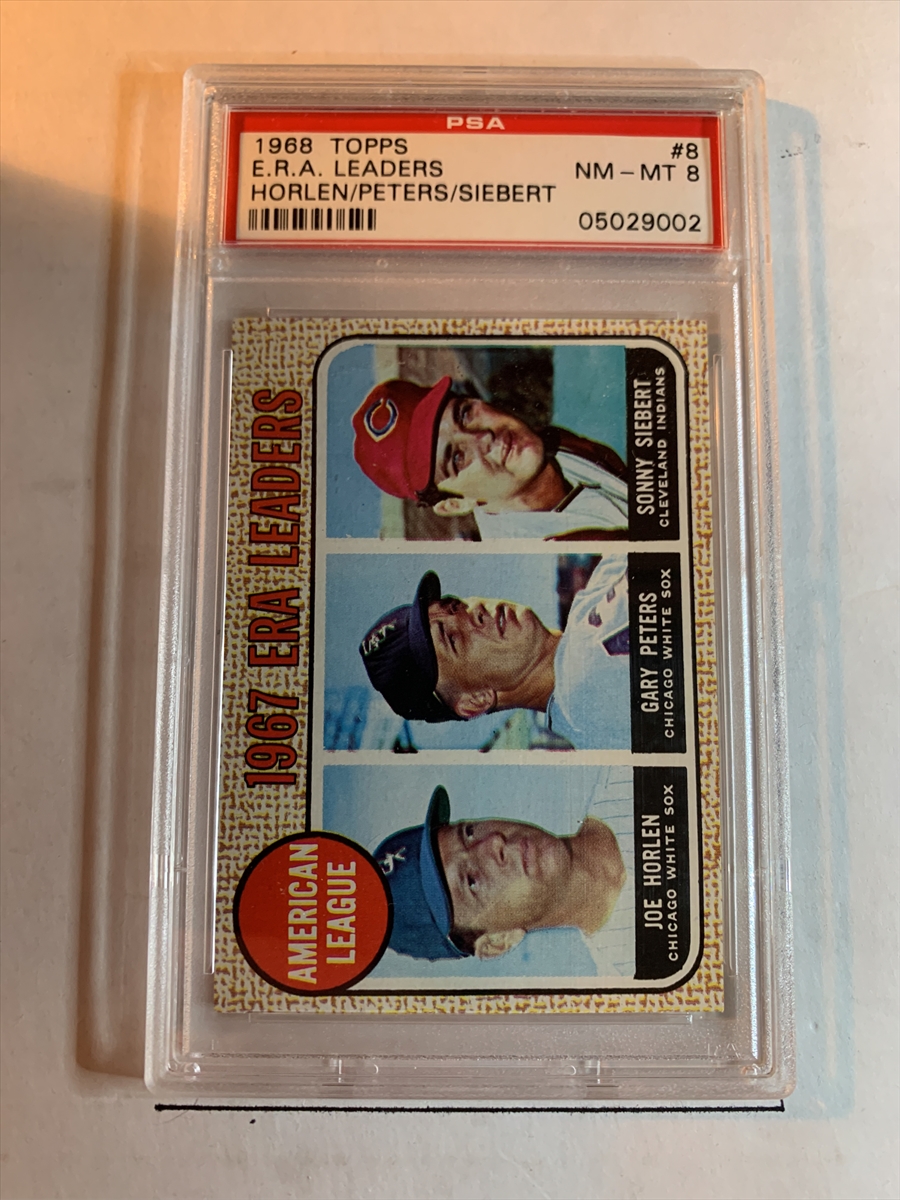 PSA
1968 TOPPS #8
E.R.A. LEADERS NM-MT 8
HORLEN/PETERS/SIEBERT
05029002
1967 ERA LEADERS
AMERICAN
LEAGUE
JOE HORLEN
CHICAGO WHITE SOX
GARY PETERS
CHICAGO WHITE SOX
SONNY SIEBERT
CLEVELAND INDIANS
C